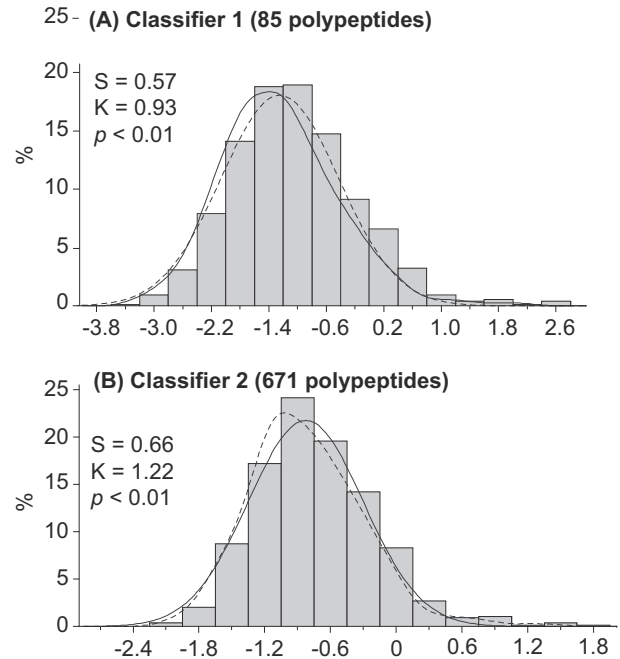 25
(A) Classifier 1 (85 polypeptides)
20
S = 0.57
K = 0.93
p < 0.01
15
%
10
5
0
-3.8 -3.0 -2.2 -1.4 -0.6 0.2 1.0 1.8 2.6
(B) Classifier 2 (671 polypeptides)
25
S = 0.66
20
K = 1.22
p < 0.01
15
%
10
5
0
-2.4 -1.8 -1.2 -0.6 0 0.6 1.2 1.8